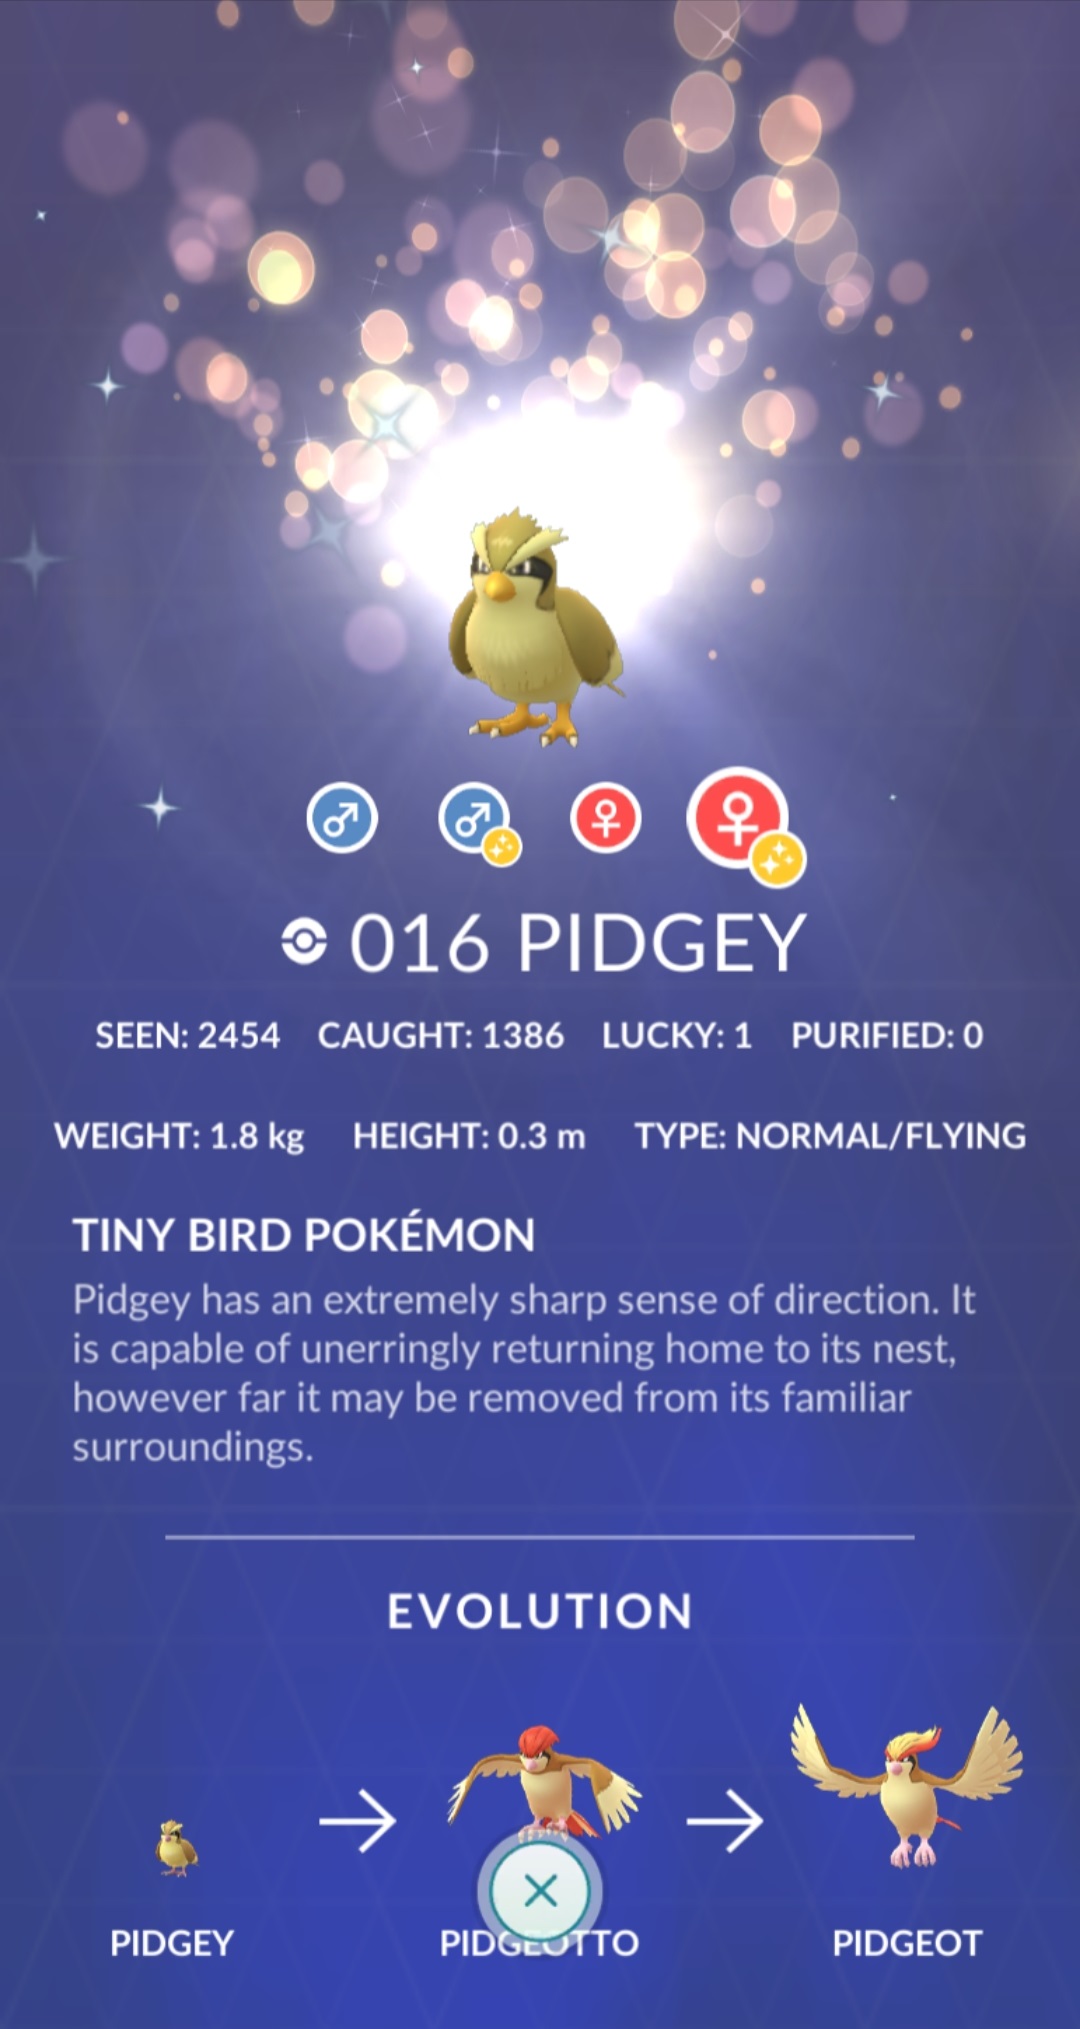 016 PIDGEY
SEEN: 2454 CAUGHT: 1386 LUCKY: 1 PURIFIED: 0
WEIGHT: 1.8 kg HEIGHT: 0.3 m TYPE: NORMAL/FLYING
TINY BIRD POKÉMON
Pidgey has an extremely sharp sense of direction. It
is capable of unerringly returning home to its nest,
however far it may be removed from its familiar
surroundings.
EVOLUTION
PIDGEY PIDGEOTTO PIDGEOT